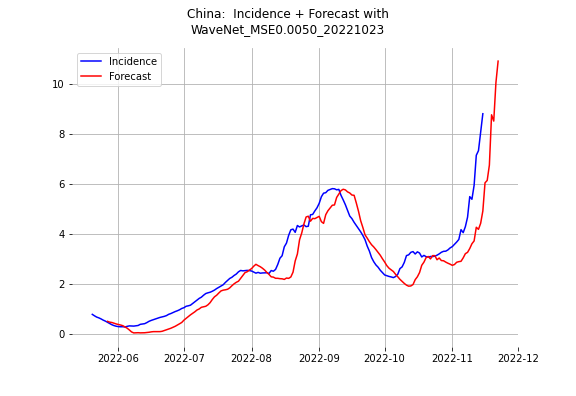 China:  Incidence + Forecast with
WaveNet_MSE0.0050_20221023
Incidence
Forecast
10
8
6
4
2
0
2022-06 2022-07 2022-08 2022-09 2022-10 2022-11 2022-12